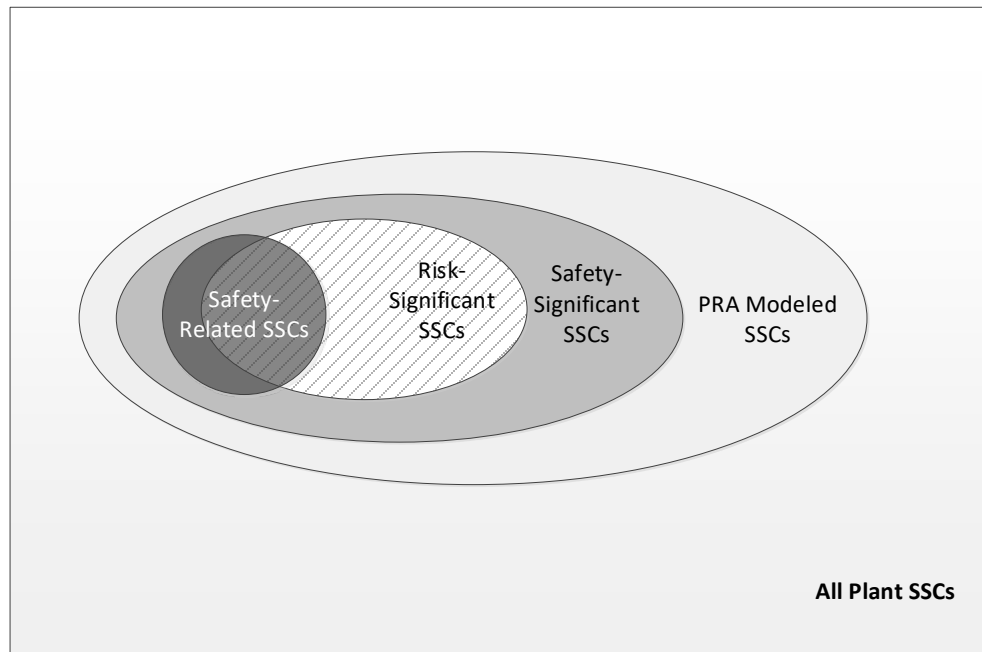 Safety-
Related SSCs
Risk-
Significant
SSCs
Safety-
Significant
SSCs
PRA Modeled
SSCs
All Plant SSCs